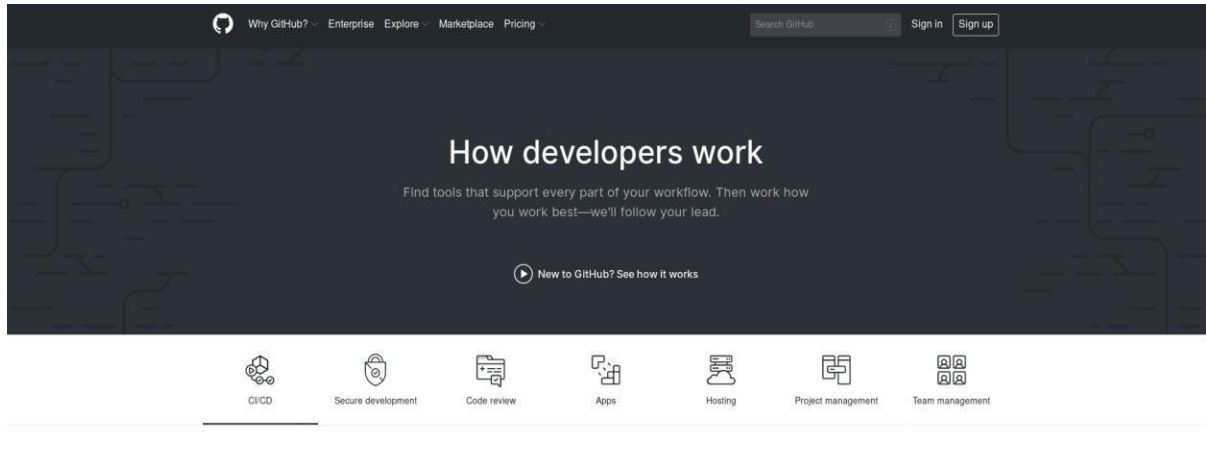 Why GitHub? Enterprise Explore Marketplace Pricing Search GitHub / Sign in Sign up
How developers work
Find tools that support every part of your workflow. Then work how
you work best—we'll follow your lead.
New to GitHub? See how it works
CI/CD Secure development Code review Apps Hosting Project management Team management